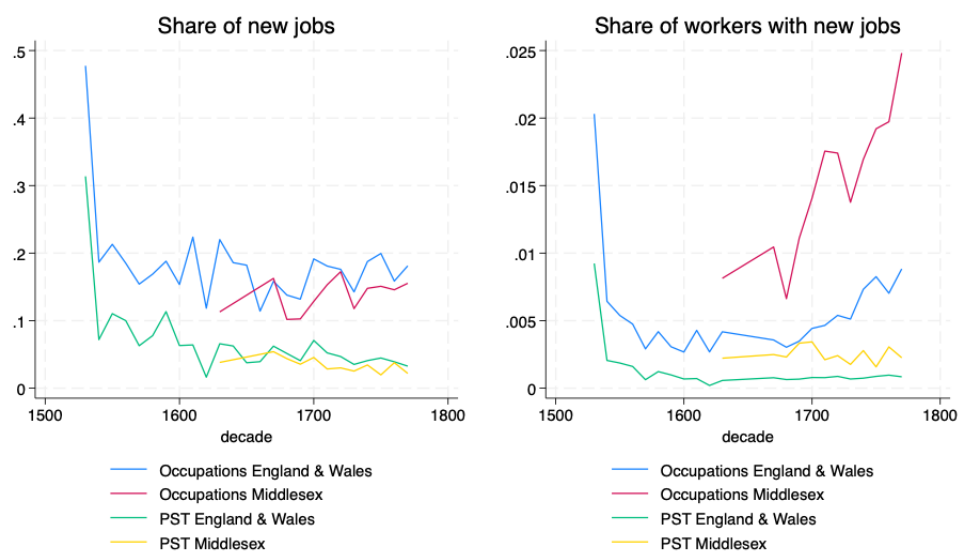 Share of new jobs
.5
.4
.3
.2
.1
0
1500 1600 1700 1800
decade
Occupations England & Wales
Occupations Middlesex
PST England & Wales
PST Middlesex
Share of workers with new jobs
.025
.02
.015
.01
.005
0
1500 1600 1700 1800
decade
Occupations England & Wales
Occupations Middlesex
PST England & Wales
PST Middlesex